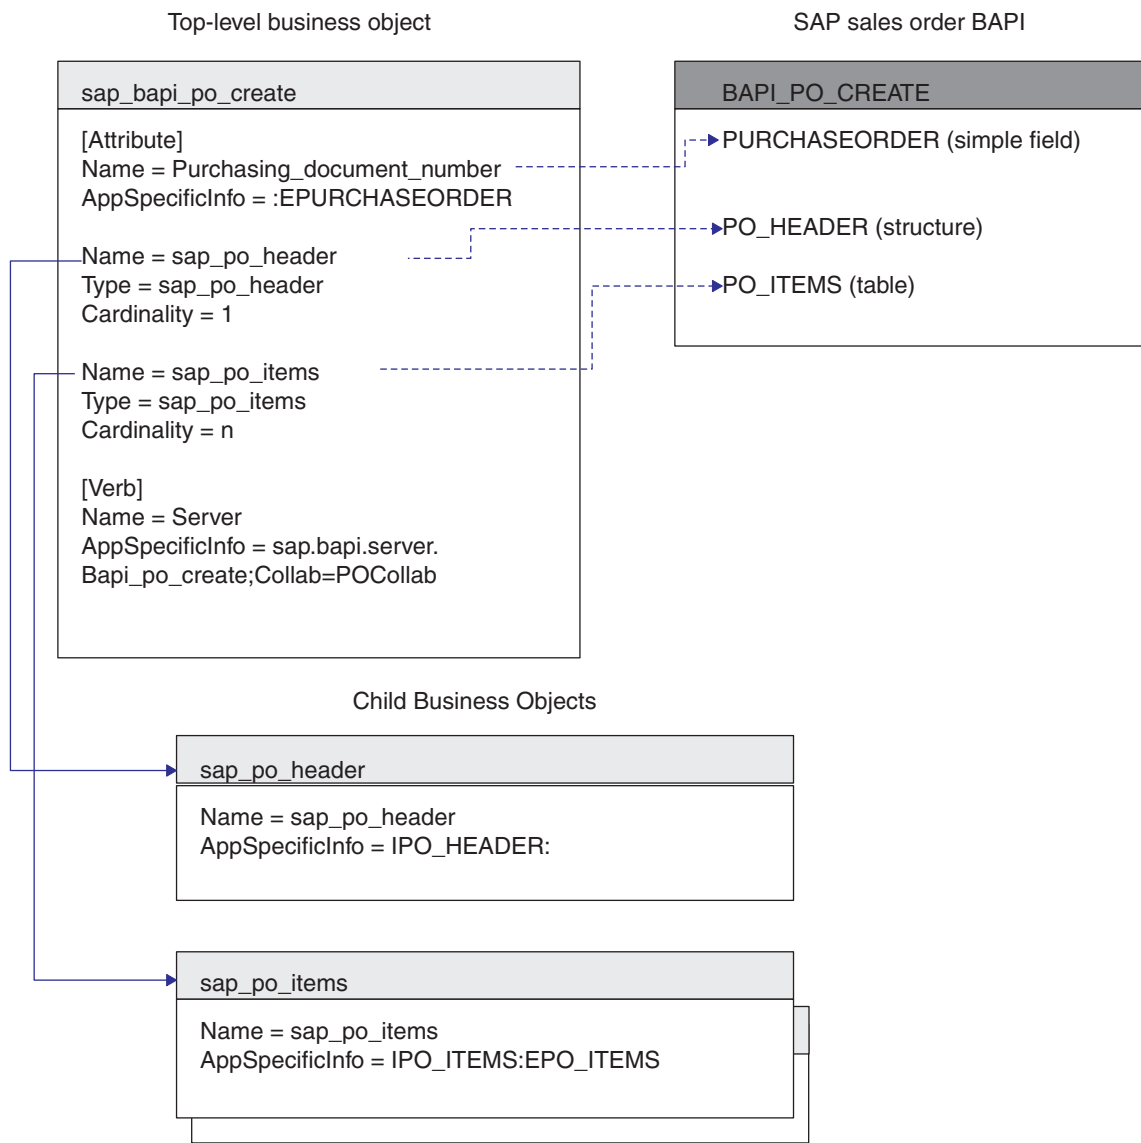 Top-level business object
SAP sales order BAPI
sap_bapi_po_create
[Attribute]
Name = Purchasing_document_number
AppSpecificInfo = :EPURCHASEORDER
Name = sap_po_header
Type = sap_po_header
Cardinality = 1
Name = sap_po_items
Type = sap_po_items
Cardinality = n
[Verb]
Name = Server
AppSpecificInfo = sap.bapi.server.
Bapi_po_create;Collab=POCollab
BAPI_PO_CREATE
PURCHASEORDER (simple field)
PO_HEADER (structure)
PO_ITEMS (table)
Child Business Objects
sap_po_header
Name = sap_po_header
AppSpecificInfo = IPO_HEADER:
sap_po_items
Name = sap_po_items
AppSpecificInfo = IPO_ITEMS:EPO_ITEMS